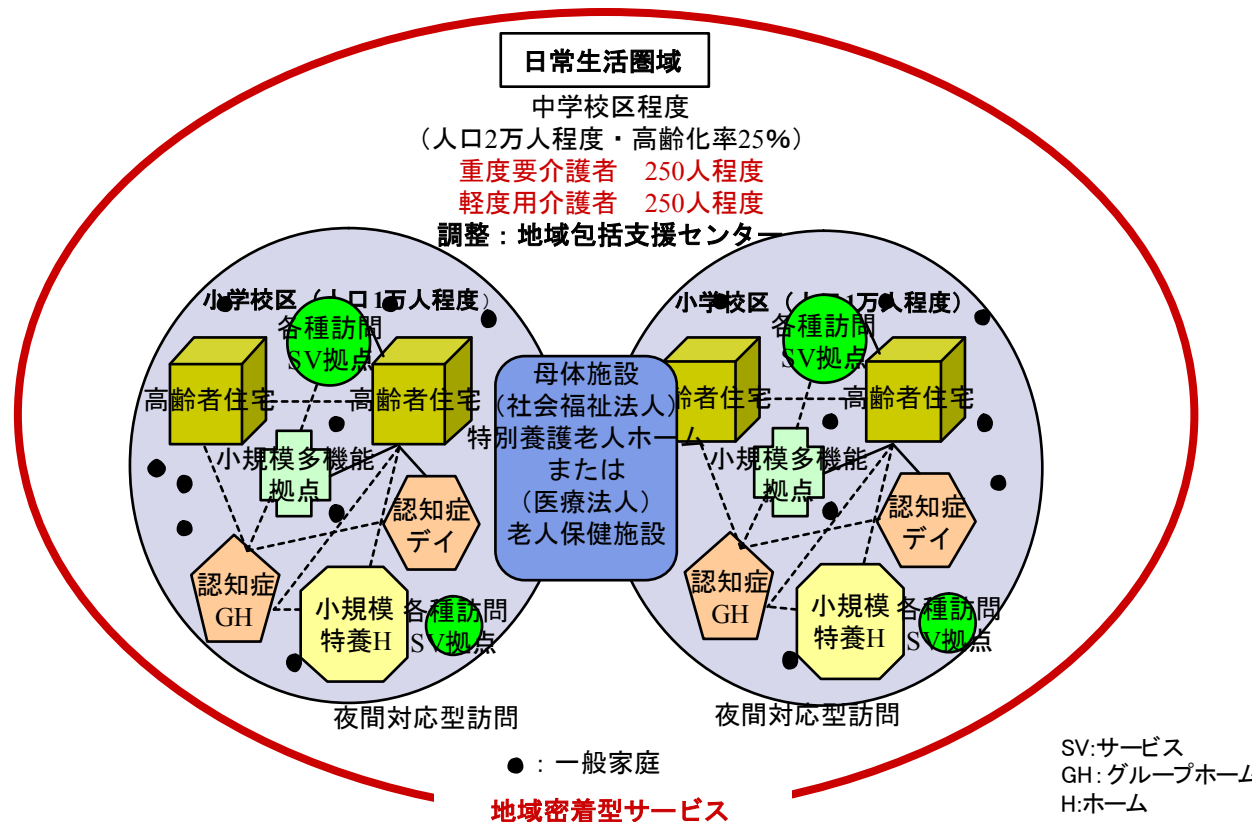 日常生活圏域
中学校区程度
（人口2万人程度・高齢化率25%）
重度要介護者　250人程度
軽度用介護者　250人程度
調整：地域包括支援センター
小学校区（人口1万人程度）
各種訪問
SV拠点
高齢者住宅
高齢者住宅
小規模多機能
拠点
認知症
デイ
認知症
GH
小規模
特養H
各種訪問
SV拠点
夜間対応型訪問
母体施設
（社会福祉法人）
特別養護老人ホーム
または
（医療法人）
老人保健施設
小学校区（人口1万人程度）
各種訪問
SV拠点
齢者住宅
高齢者住宅
小規模多機能
拠点
認知症
デイ
認知症
GH
小規模
特養H
各種訪問
SV拠点
夜間対応型訪問
●：一般家庭
地域密着型サービス
SV:サービス
GH:グループホーム
H:ホーム